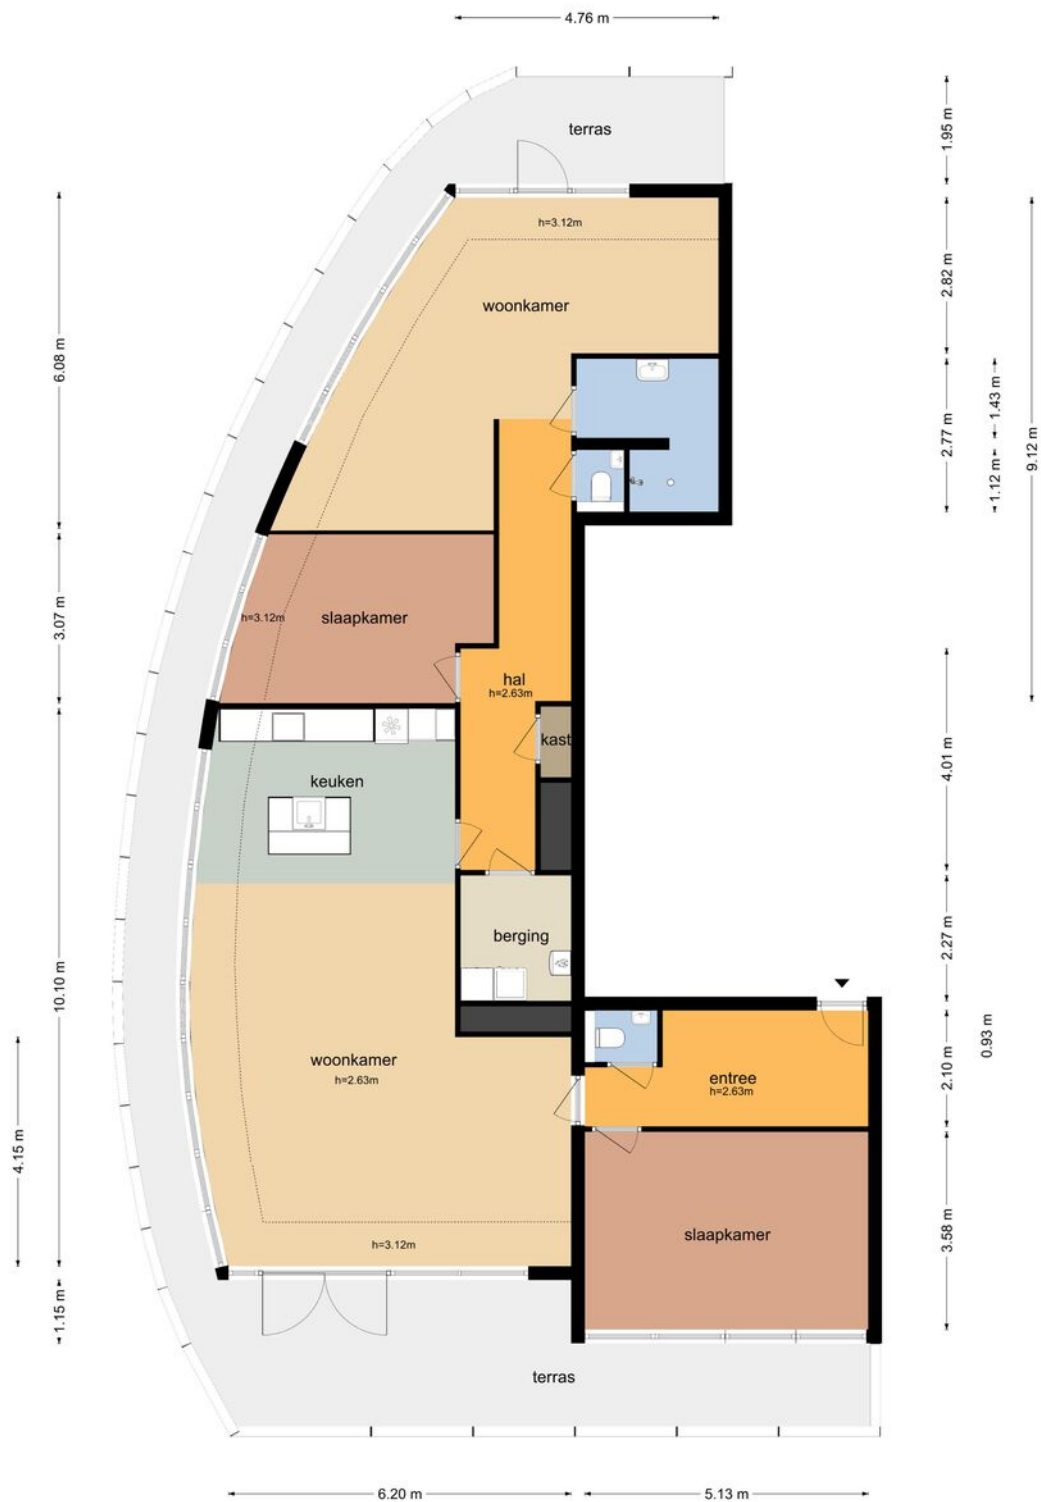 4.76 m
terras
1.95 m
h=3.12m
woonkamer
2.82 m
6.08 m
1.43 m
2.77 m
9.12 m
1.12 m
h=3.12m
slaapkamer
3.07 m
hal
h=2.63m
kast
keuken
4.01 m
berging
2.27 m
10.10 m
0.93 m
woonkamer
h=2.63m
entree
h=2.63m
2.10 m
4.15 m
slaapkamer
3.58 m
h=3.12m
1.15 m
terras
6.20 m
5.13 m